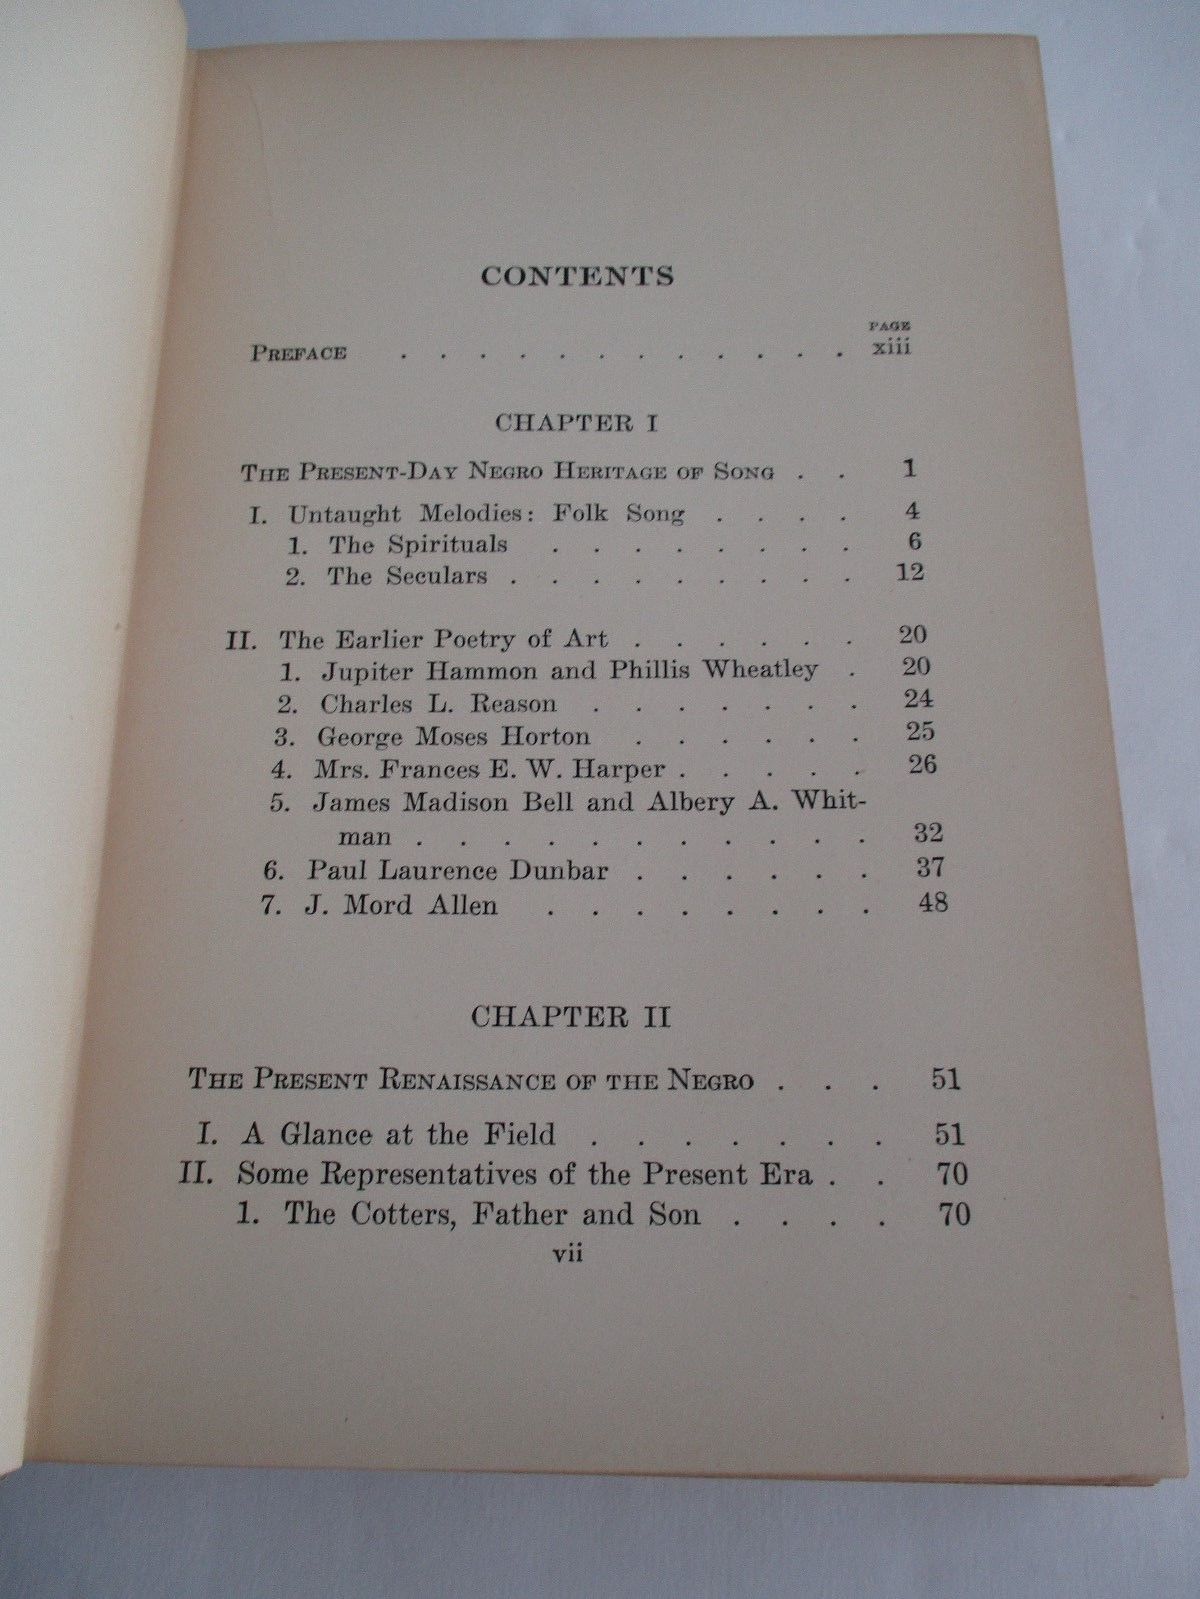 CONTENTS
PAGE
PREFACE . . . . . . . . . . . . xiii
CHAPTER I
THE PRESENT-DAY NEGRO HERITAGE OF SONG . . 1
I. Untaught Melodies: Folk Song . . . . 4
1. The Spirituals . . . . . . . . 6
2. The Seculars . . . . . . . . . 12
II. The Earlier Poetry of Art . . . . . . 20
1. Jupiter Hammon and Phillis Wheatley . 20
2. Charles L. Reason . . . . . . . 24
3. George Moses Horton . . . . . . 25
4. Mrs. Frances E. W. Harper . . . . . 26
5. James Madison Bell and Albery A. Whit-
man . . . . . . . . . . . 32
6. Paul Laurence Dunbar . . . . . . 37
7. J. Mord Allen . . . . . . . . 48
CHAPTER II
THE PRESENT RENAISSANCE OF THE NEGRO . . . 51
I. A Glance at the Field . . . . . . . 51
II. Some Representatives of the Present Era . . 70
1. The Cotters, Father and Son . . . . 70
vii